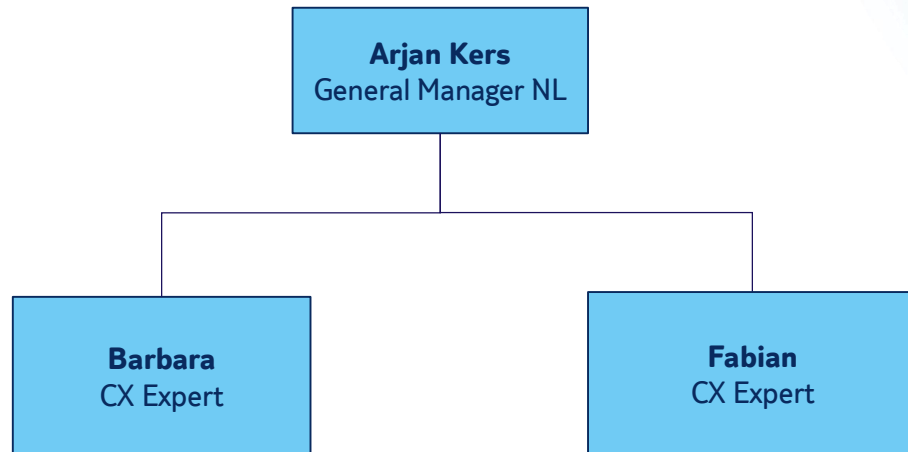 Arjan Kers
General Manager NL
Barbara
CX Expert
Fabian
CX Expert